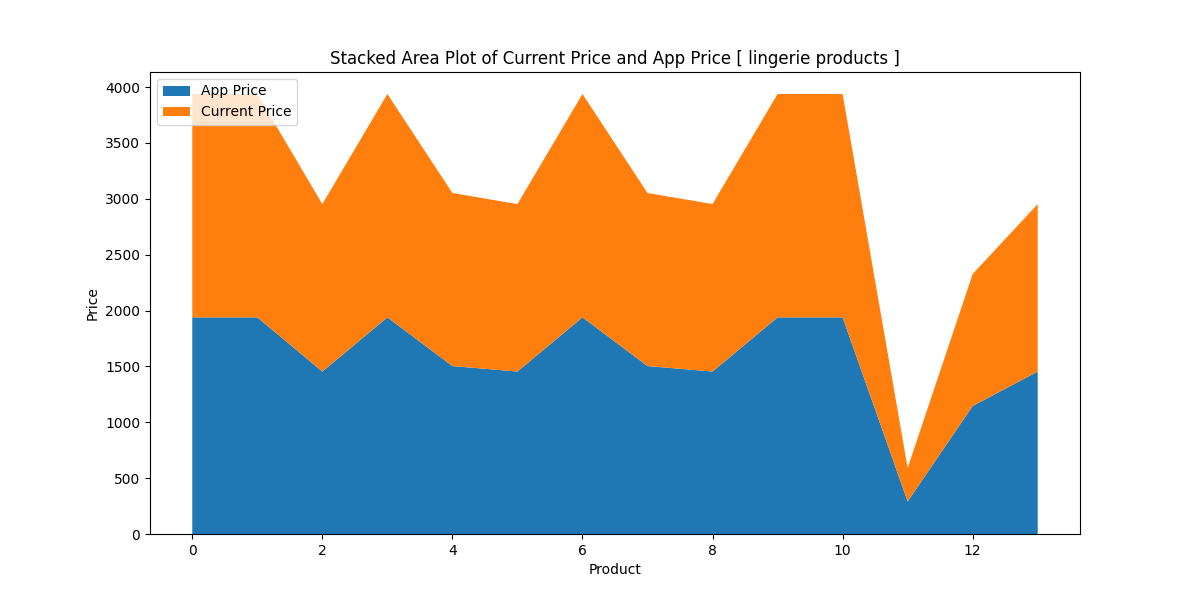 Stacked Area Plot of Current Price and App Price [ lingerie products ]
App Price
Current Price
4000
3500
3000
2500
2000
1500
1000
500
0
Price
0 2 4 6 8 10 12
Product